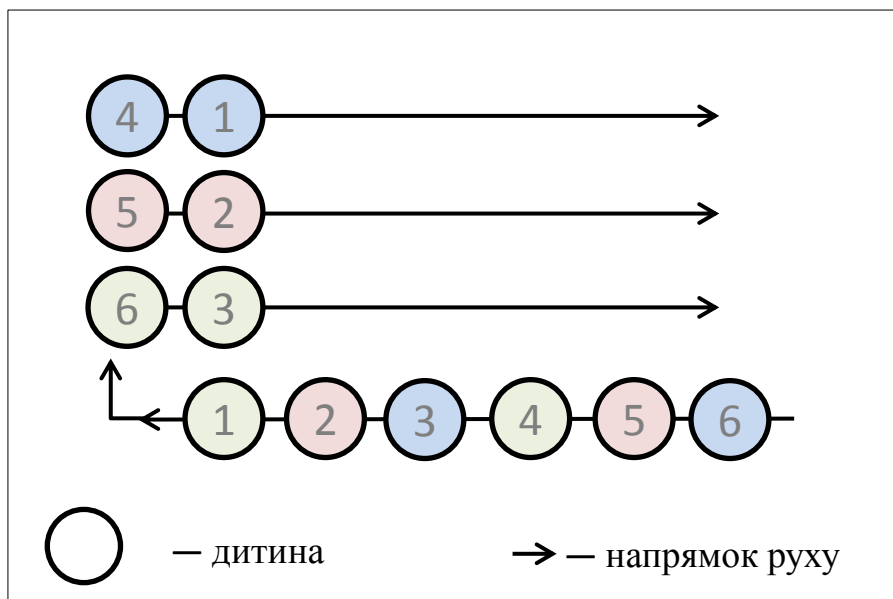 4 1
5 2
6 3
1 2 3 4 5 6
— дитина
— напрямок руху